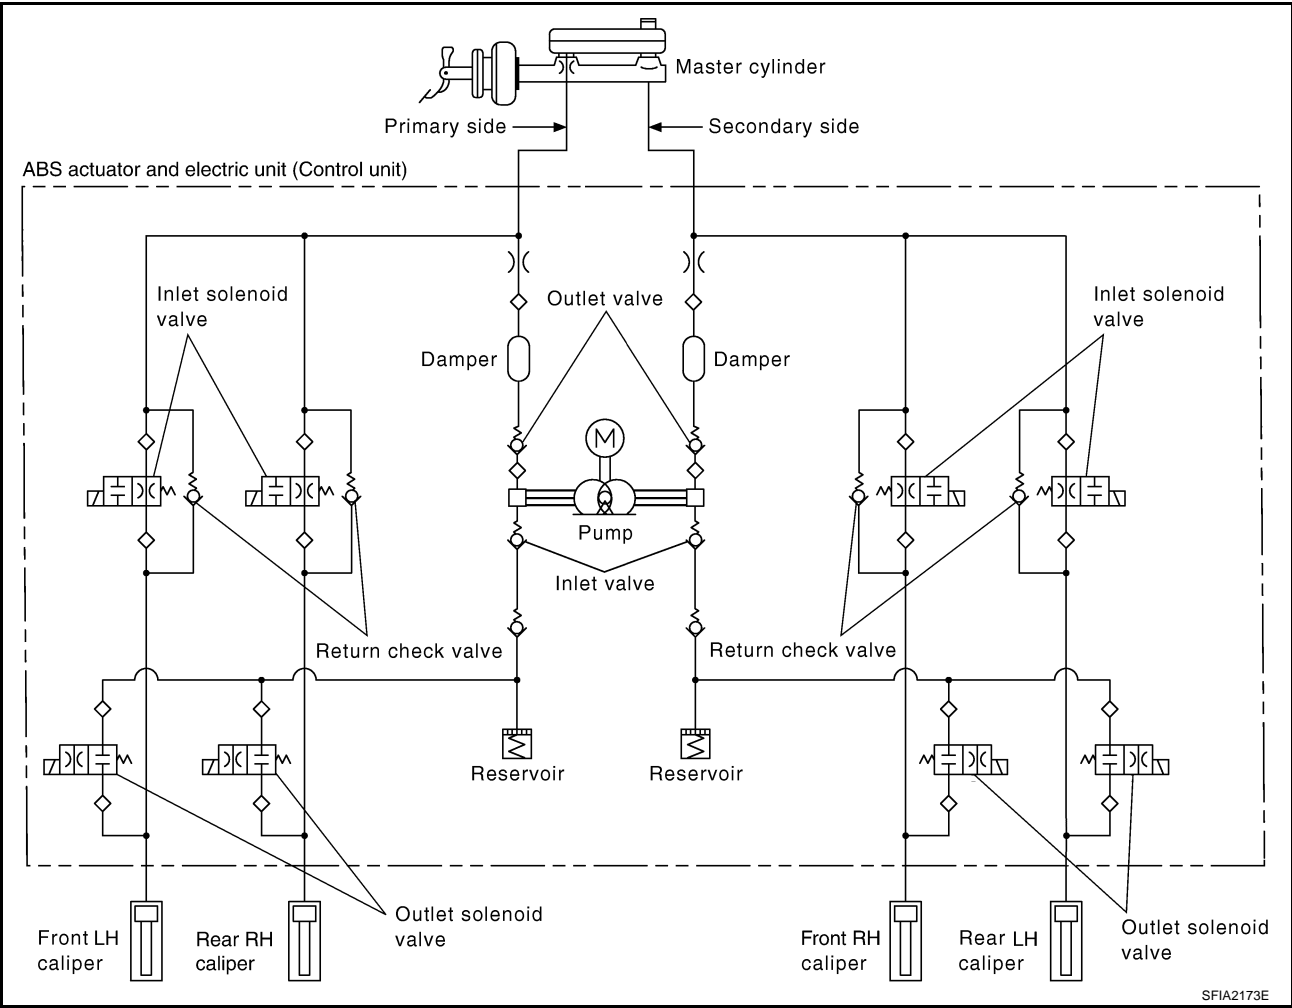 Master cylinder
Primary side
Secondary side
ABS actuator and electric unit (Control unit)
Inlet solenoid
valve
Outlet valve
Inlet solenoid
valve
Damper
Damper
M
Pump
Inlet valve
Return check valve
Return check valve
Reservoir
Reservoir
Outlet solenoid
valve
Outlet solenoid
valve
Front LH
caliper
Rear RH
caliper
Front RH
caliper
Rear LH
caliper
SFIA2173E